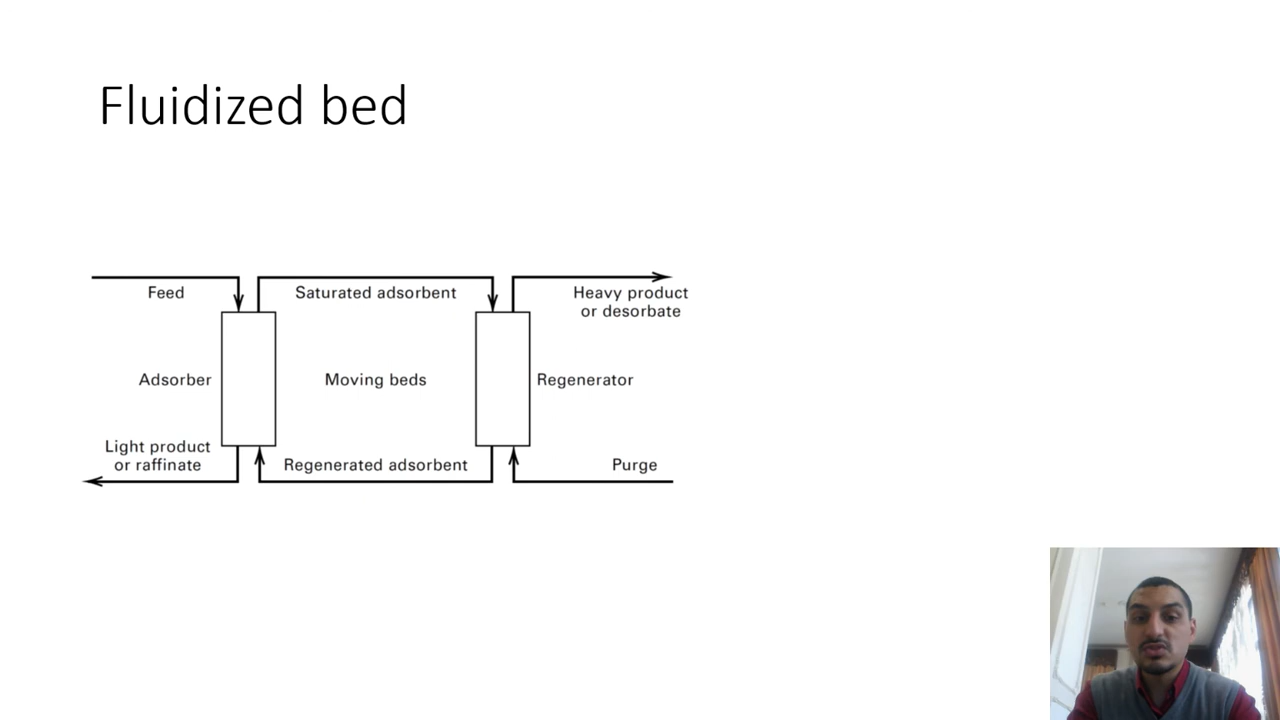 Fluidized bed
Feed
Saturated adsorbent
Heavy product
or desorbate
Adsorber
Moving beds
Regenerator
Light product
or raffinate
Regenerated adsorbent
Purge